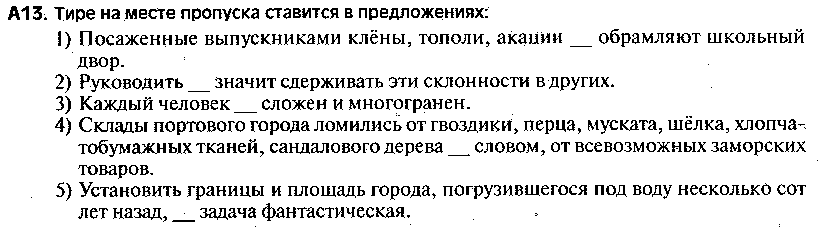 А13. Тире на месте пропуска ставится в предложениях:
1) Посаженные выпускниками клёны, тополи, акации __ обрамляют школьный
двор.
2) Руководить __ значит сдерживать эти склонности в других.
3) Каждый человек __ сложен и многогранен.
4) Склады портового города ломились от гвоздики, перца, муската, шёлка, хлопча-
тобумажных тканей, сандалового дерева __ словом, от всевозможных заморских
товаров.
5) Установить границы и площадь города, погрузившегося под воду несколько сот
лет назад, __ задача фантастическая.